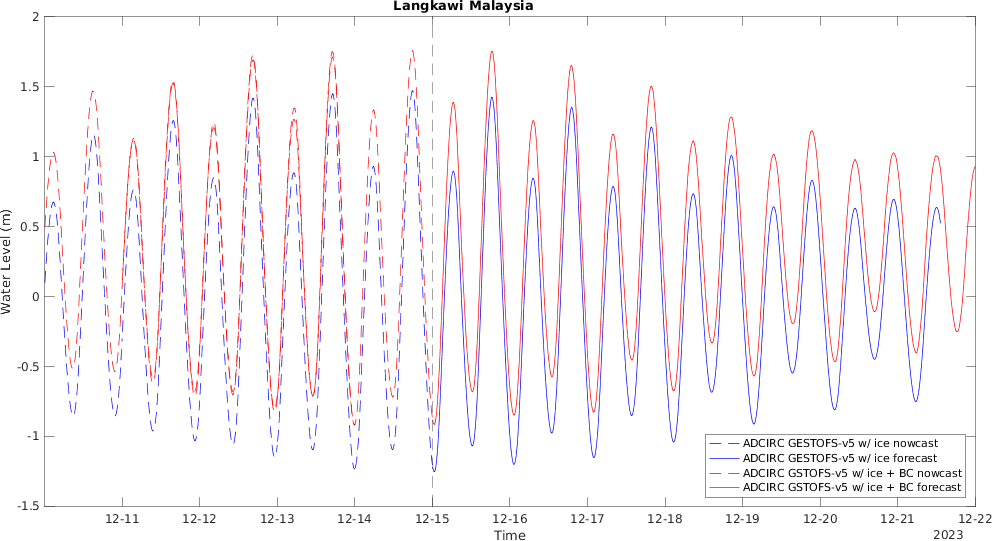 Langkawi Malaysia
2
1.5
1
0.5
0
-0.5
-1
-1.5
Water Level (m)
12-11 12-12 12-13 12-14 12-15 12-16 12-17 12-18 12-19 12-20 12-21 12-22
Time
2023
ADCIRC GESTOFS-v5 w/ ice nowcast
ADCIRC GESTOFS-v5 w/ ice forecast
ADCIRC GSTOFS-v5 w/ ice + BC nowcast
ADCIRC GSTOFS-v5 w/ ice + BC forecast